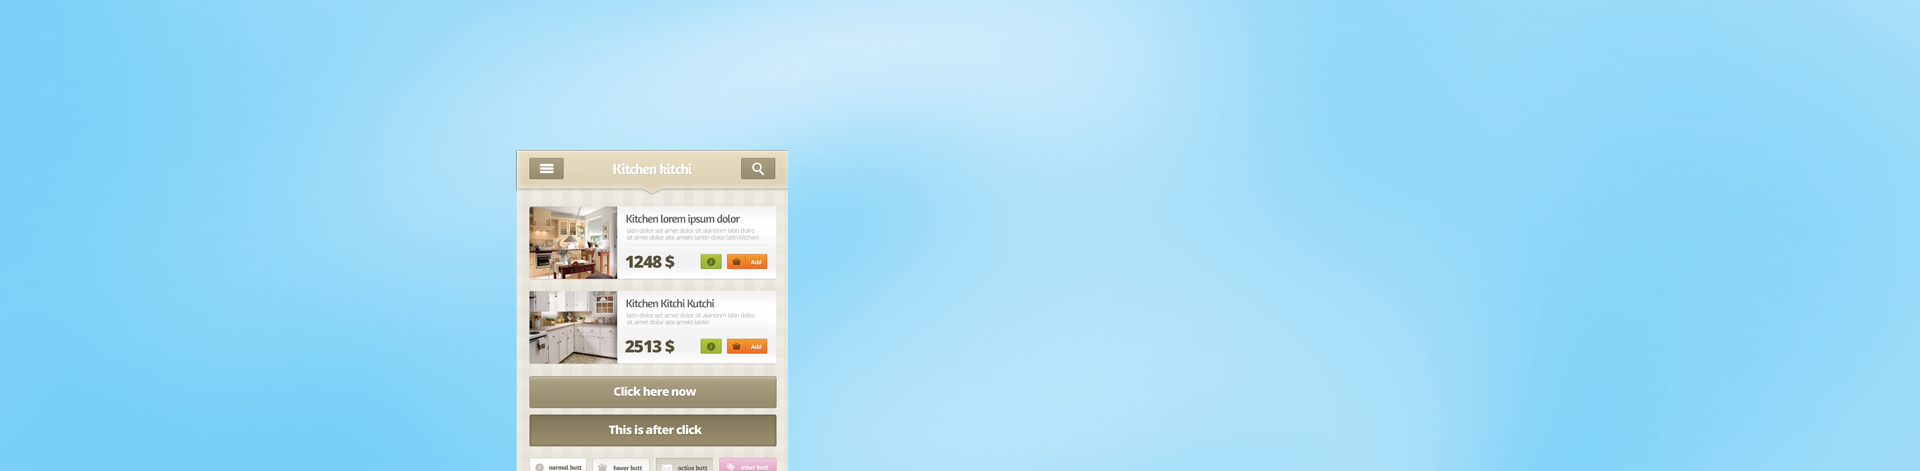 Kitchen kitchi
Kitchen lorem ipsum dolor
latin dolor set amet dolor sit alantinm latin dolro
sit amet dolor aite amekt lantin dolor latin kitchen
1248 $
Add
Kitchen Kitchi Kutchi
latin dolor set amet dolor sit alantinm latin dolro
sit amet dolor aite amekt lantin
2513 $
Add
Click here now
This is after click
normal butt
hover butt
active butt
other butt